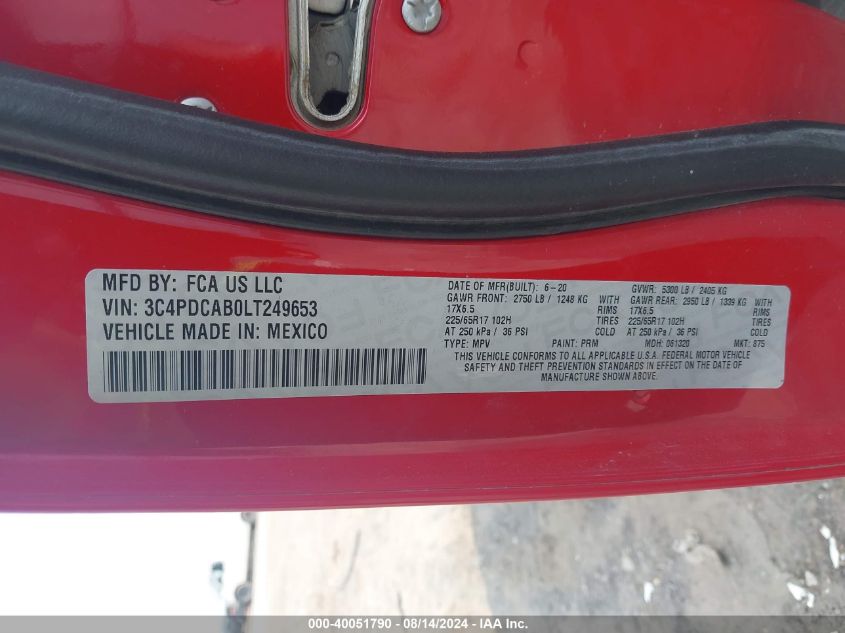 MFD BY: FCA US LLC
VIN: 3C4PDCAB0LT249653
VEHICLE MADE IN: MEXICO
DATE OF MFR(BUILT): 6-20 GVWR: 5300 LB / 2405 KG
GAWR FRONT: 2750 LB / 1248 KG WITH GAWR REAR: 2950 LB / 1339 KG WITH
17X6.5 RIMS 17X6.5 RIMS
225/65R17 102H TIRES 225/65R17 102H TIRES
AT 250 kPa / 36 PSI COLD AT 250 kPa / 36 PSI COLD
TYPE: MPV PAINT: PRM MDH: 061320 MKT: 875
THIS VEHICLE CONFORMS TO ALL APPLICABLE U.S.A. FEDERAL MOTOR VEHICLE
SAFETY AND THEFT PREVENTION STANDARDS IN EFFECT ON THE DATE OF
MANUFACTURE SHOWN ABOVE.
000-40051790 - 08/14/2024 - IAA Inc.